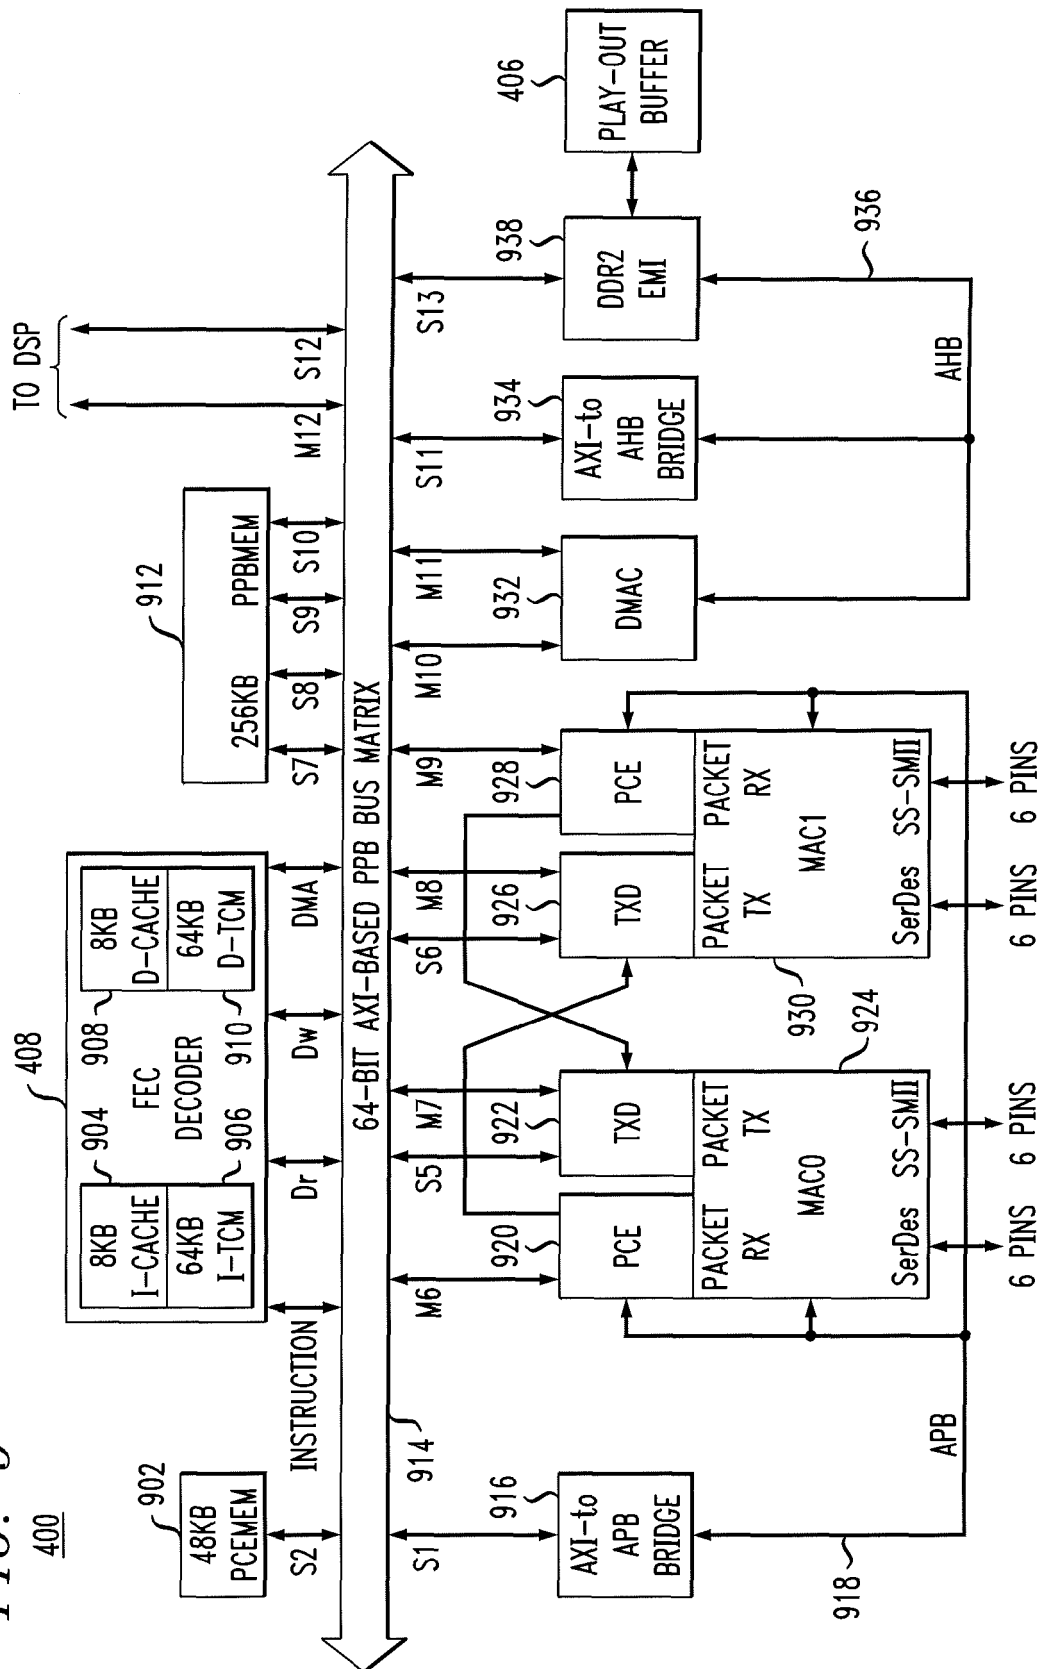 FIG. 9
400
TO DSP
902
48KB
PCEMEM
S2
408
904
8KB
I-CACHE
64KB
I-TCM
906
FEC
DECODER
908
8KB
D-CACHE
64KB
D-TCM
910
INSTRUCTION
Dr
Dw
DMA
912
256KB PPBMEM
S7
S8
S9
S10
M12
S12
64-BIT AXI-BASED PPB BUS MATRIX
914
S1
M6
S5
M7
S6
M8
M9
M10
M11
S11
S13
916
AXI-to
APB
BRIDGE
918
APB
920
PCE
922
TXD
PACKET
RX
PACKET
TX
MAC0
924
SerDes
SS-SMII
6 PINS
6 PINS
926
TXD
928
PCE
PACKET
TX
PACKET
RX
MAC1
930
SerDes
SS-SMII
6 PINS
6 PINS
932
DMAC
934
AXI-to
AHB
BRIDGE
938
DDR2
EMI
406
PLAY-OUT
BUFFER
AHB
936